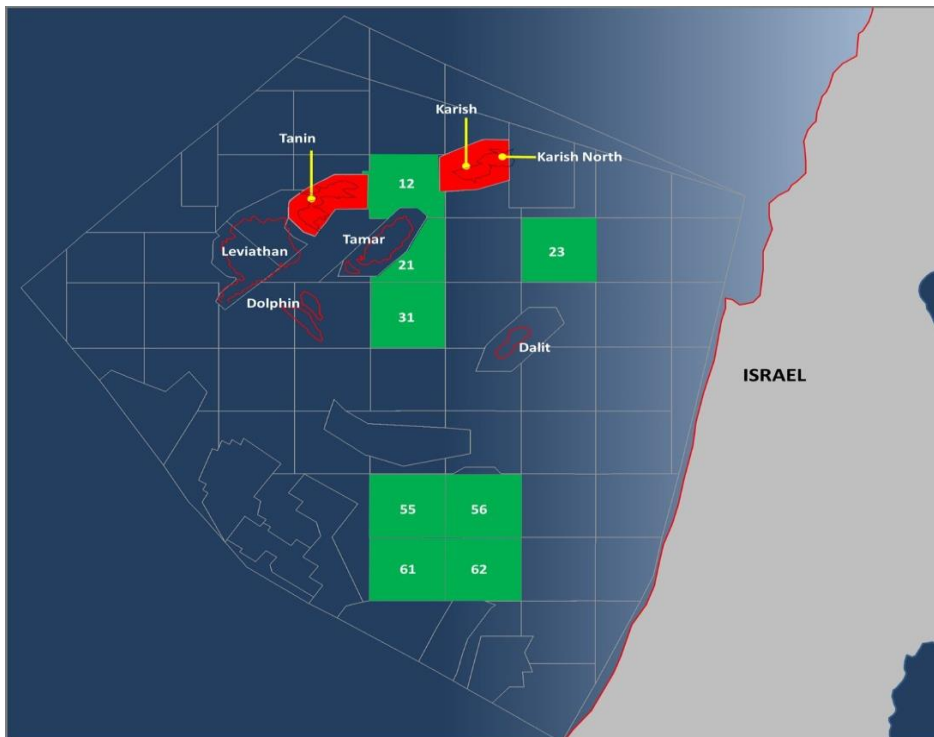 Karish
Tanin
Karish North
12
Tamar
Leviathan
23
21
Dolphin
31
Dalit
ISRAEL
55
56
61
62